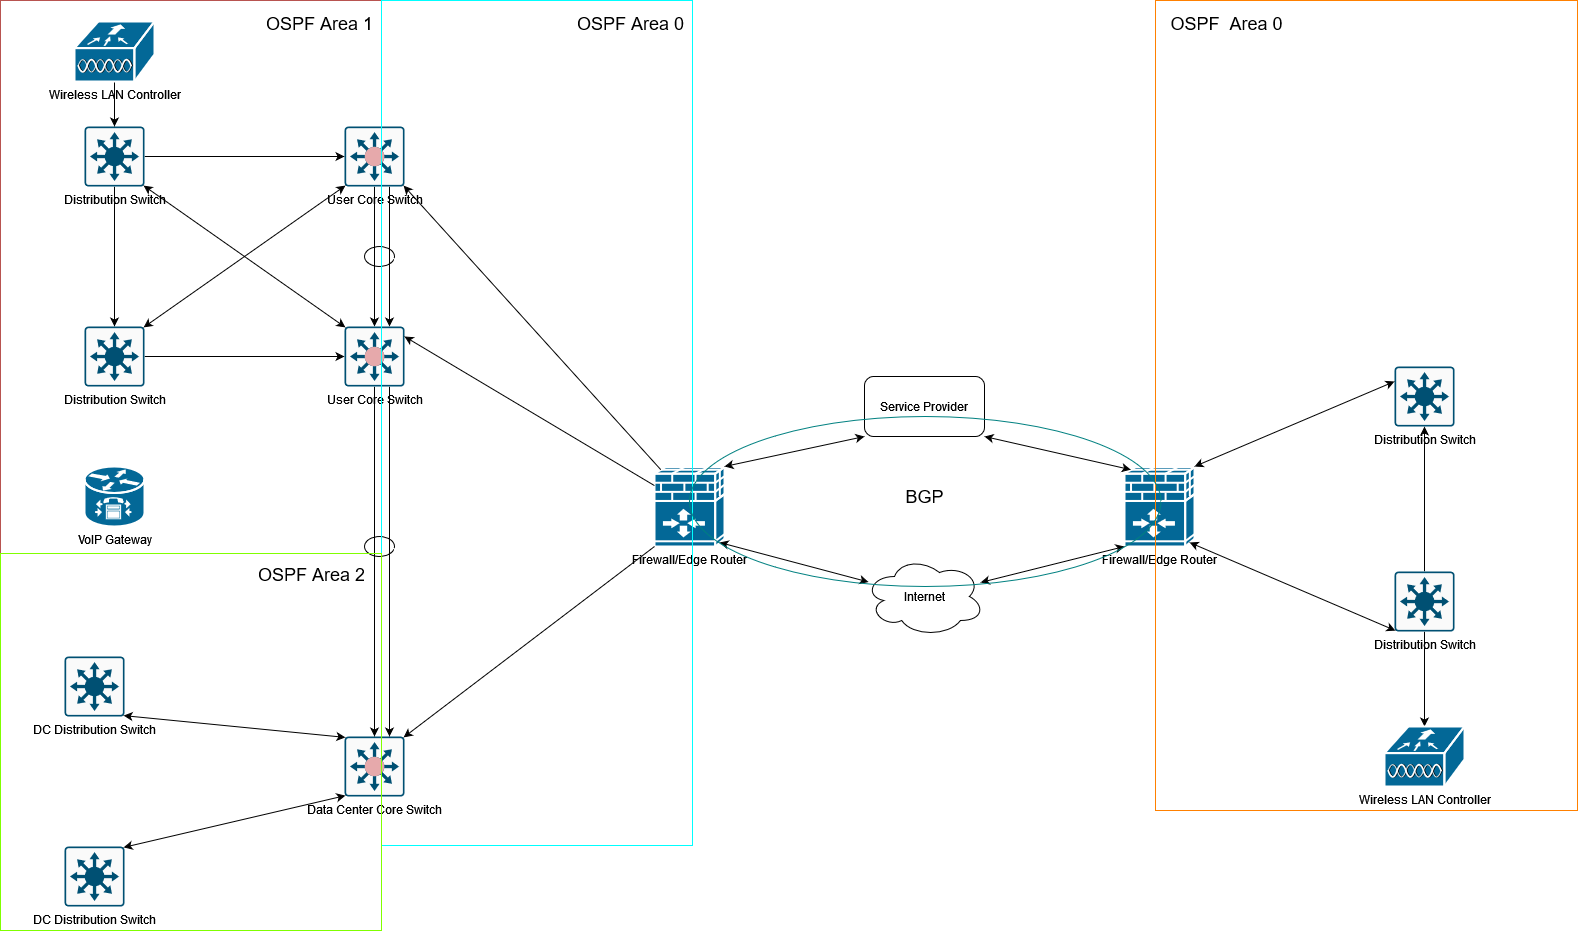 OSPF Area 1
OSPF Area 0
OSPF  Area 0
Wireless LAN Controller
Distribution Switch
User Core Switch
Distribution Switch
User Core Switch
VoIP Gateway
OSPF Area 2
DC Distribution Switch
Data Center Core Switch
DC Distribution Switch
Firewall/Edge Router
Service Provider
BGP
Internet
Firewall/Edge Router
Distribution Switch
Distribution Switch
Wireless LAN Controller